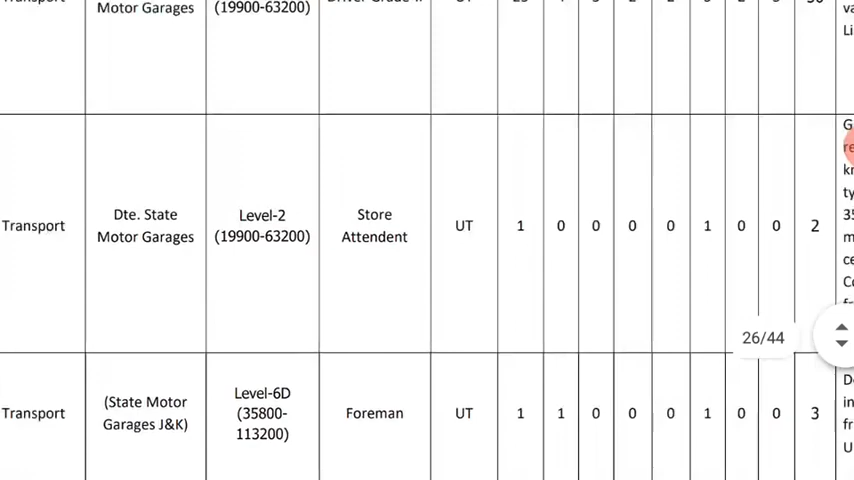 Motor Garages
(19900-63200)
Transport
Dte. State
Motor Garages
Level-2
(19900-63200)
Store
Attendent
UT
1 0 0 0 0 1 0 0 2
26/44
Transport
(State Motor
Garages J&K)
Level-6D
(35800-
113200)
Foreman
UT
1 1 0 0 0 1 0 0 3